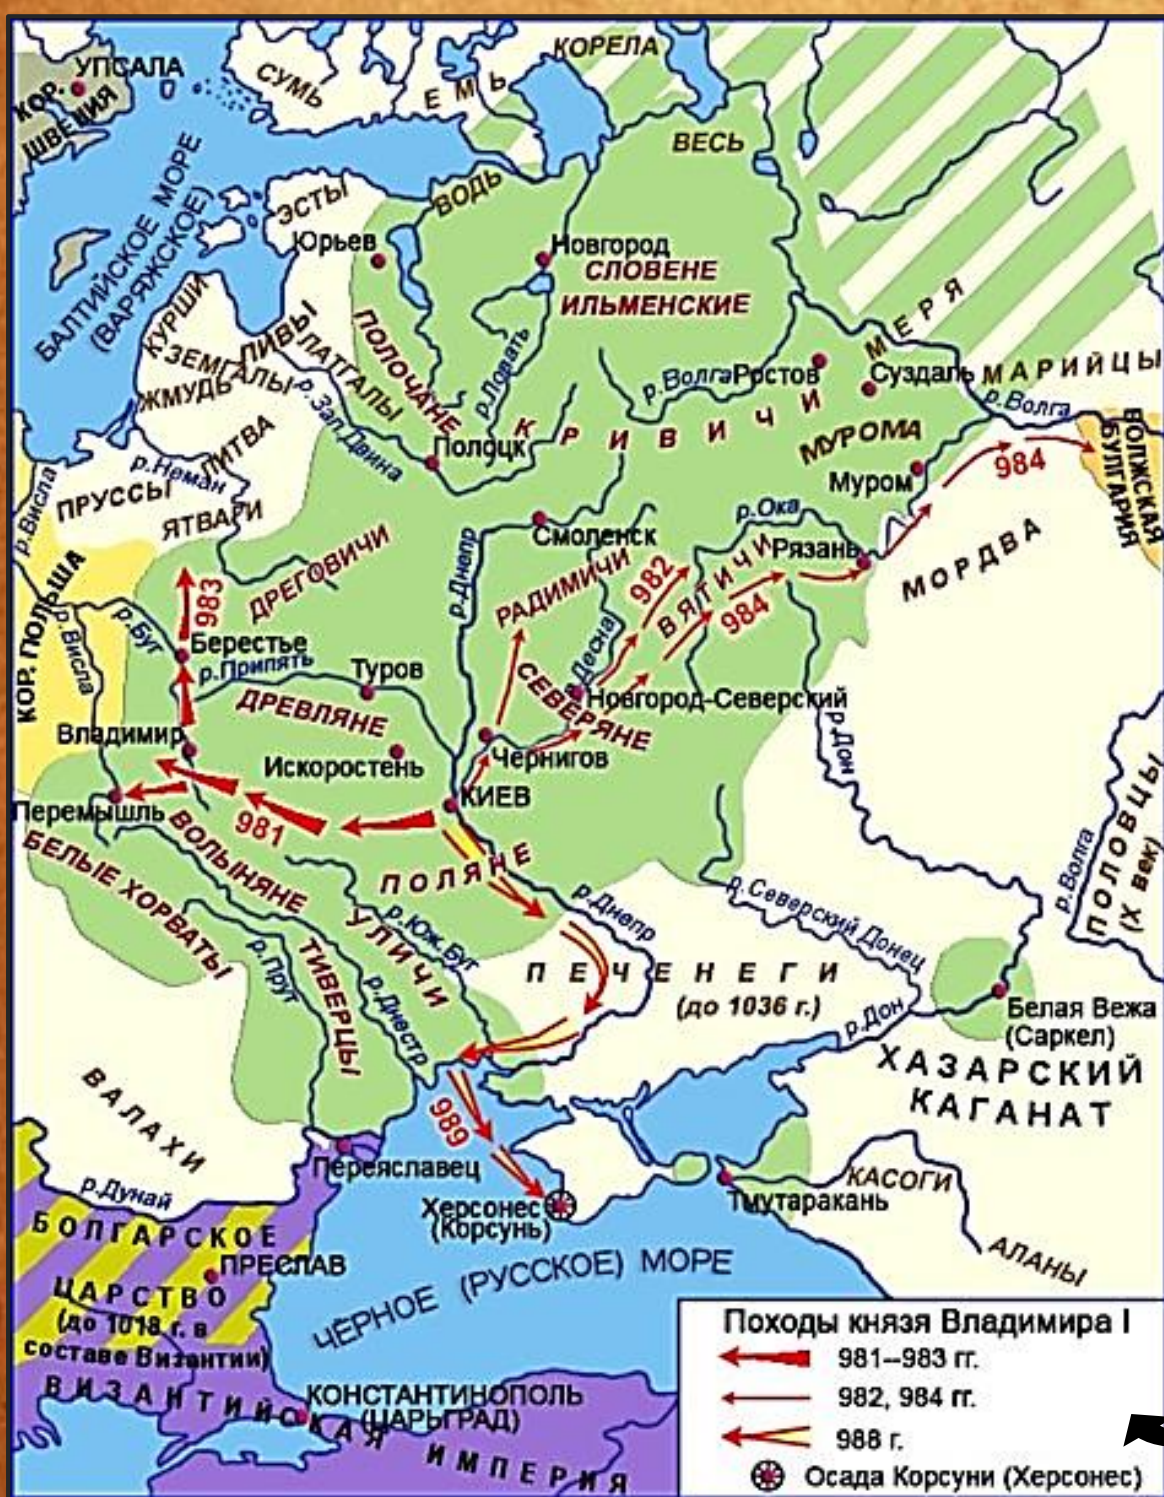 УПСАЛА
КОР.
ШВЕЦИЯ
СУМЬ
ЕМЬ
КОРЕЛА
ВЕСЬ
БАЛТИЙСКОЕ МОРЕ
(ВАРЯЖСКОЕ)
ЭСТЫ
ВОДЬ
Юрьев
Новгород
СЛОВЕНЕ
ИЛЬМЕНСКИЕ
КУРШИ
ЗЕМГАЛЫ
ЛИВЫ
ЛАТГАЛЫ
ПОЛОЧАНЕ
р.Ловать
МЕРЯ
ЖМУДЬ
р.Зап.Двина
р.Волга
Ростов
Суздаль
МАРИЙЦЫ
р.Волга
КРИВИЧИ
МУРОМА
ЛИТВА
Полоцк
р.Неман
ВОЛЖСКАЯ
БУЛГАРИЯ
984
Муром
р.Висла
ПРУССЫ
ЯТВАГИ
р.Ока
Смоленск
Рязань
МОРДВА
ДРЕГОВИЧИ
р.Днепр
РАДИМИЧИ
982
ВЯТИЧИ
984
КОР. ПОЛЬША
983
р.Буг
р.Висла
Берестье
р.Припять
Туров
р.Десна
Новгород-Северский
СЕВЕРЯНЕ
ДРЕВЛЯНЕ
Владимир
Искоростень
Чернигов
р.Дон
КИЕВ
Перемышль
981
ВОЛЫНЯНЕ
БЕЛЫЕ ХОРВАТЫ
ПОЛЯНЕ
р.Волга
ПОЛОВЦЫ
(X век)
р.Северский Донец
р.Днепр
УЛИЧИ
р.Юж.Буг
р.Прут
ТИВЕРЦЫ
р.Днестр
ПЕЧЕНЕГИ
(до 1036 г.)
р.Дон
Белая Вежа
(Саркел)
ХАЗАРСКИЙ
КАГАНАТ
ВАЛАХИ
989
Переяславец
р.Дунай
Херсонес
(Корсунь)
Тмутаракань
КАСОГИ
АЛАНЫ
БОЛГАРСКОЕ
ПРЕСЛАВ
ЦАРСТВО
(до 1018 г. в
составе Византии)
ЧЁРНОЕ (РУССКОЕ) МОРЕ
КОНСТАНТИНОПОЛЬ
(ЦАРЬГРАД)
ВИЗАНТИЙСКАЯ ИМПЕРИЯ
Походы князя Владимира I
981–983 гг.
982, 984 гг.
988 г.
Осада Корсуни (Херсонес)